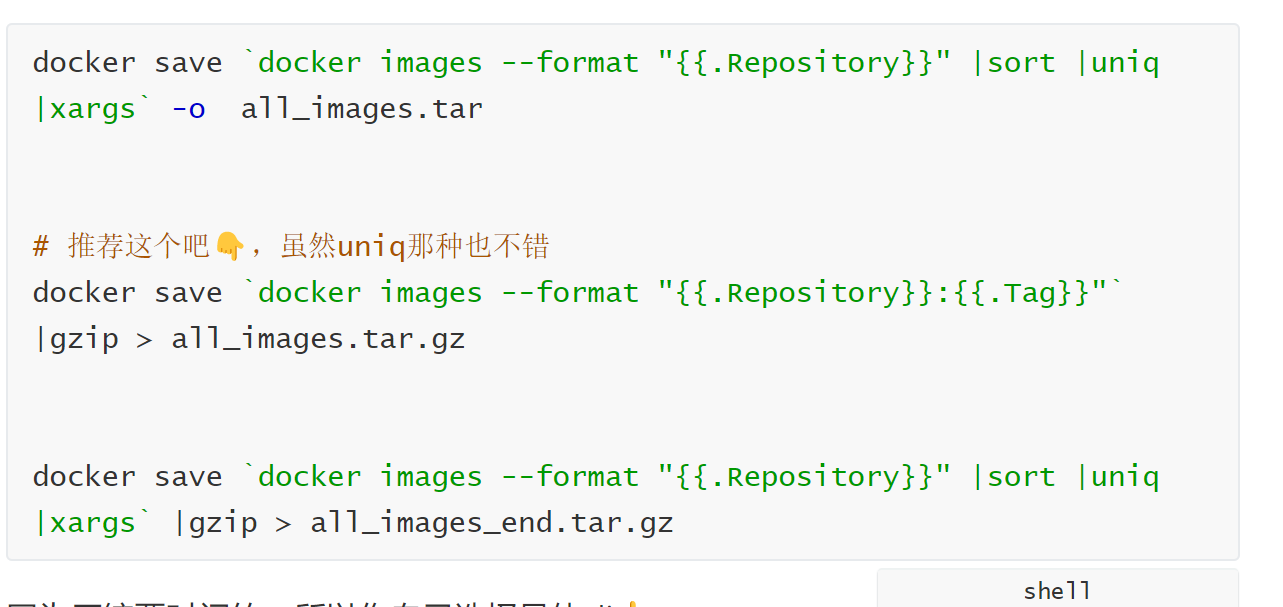 docker save `docker images --format "{{.Repository}}" |sort |uniq
|xargs` -o  all_images.tar
# 推荐这个吧👇，虽然uniq那种也不错
docker save `docker images --format "{{.Repository}}:{{.Tag}}"`
|gzip > all_images.tar.gz
docker save `docker images --format "{{.Repository}}" |sort |uniq
|xargs` |gzip > all_images_end.tar.gz
shell